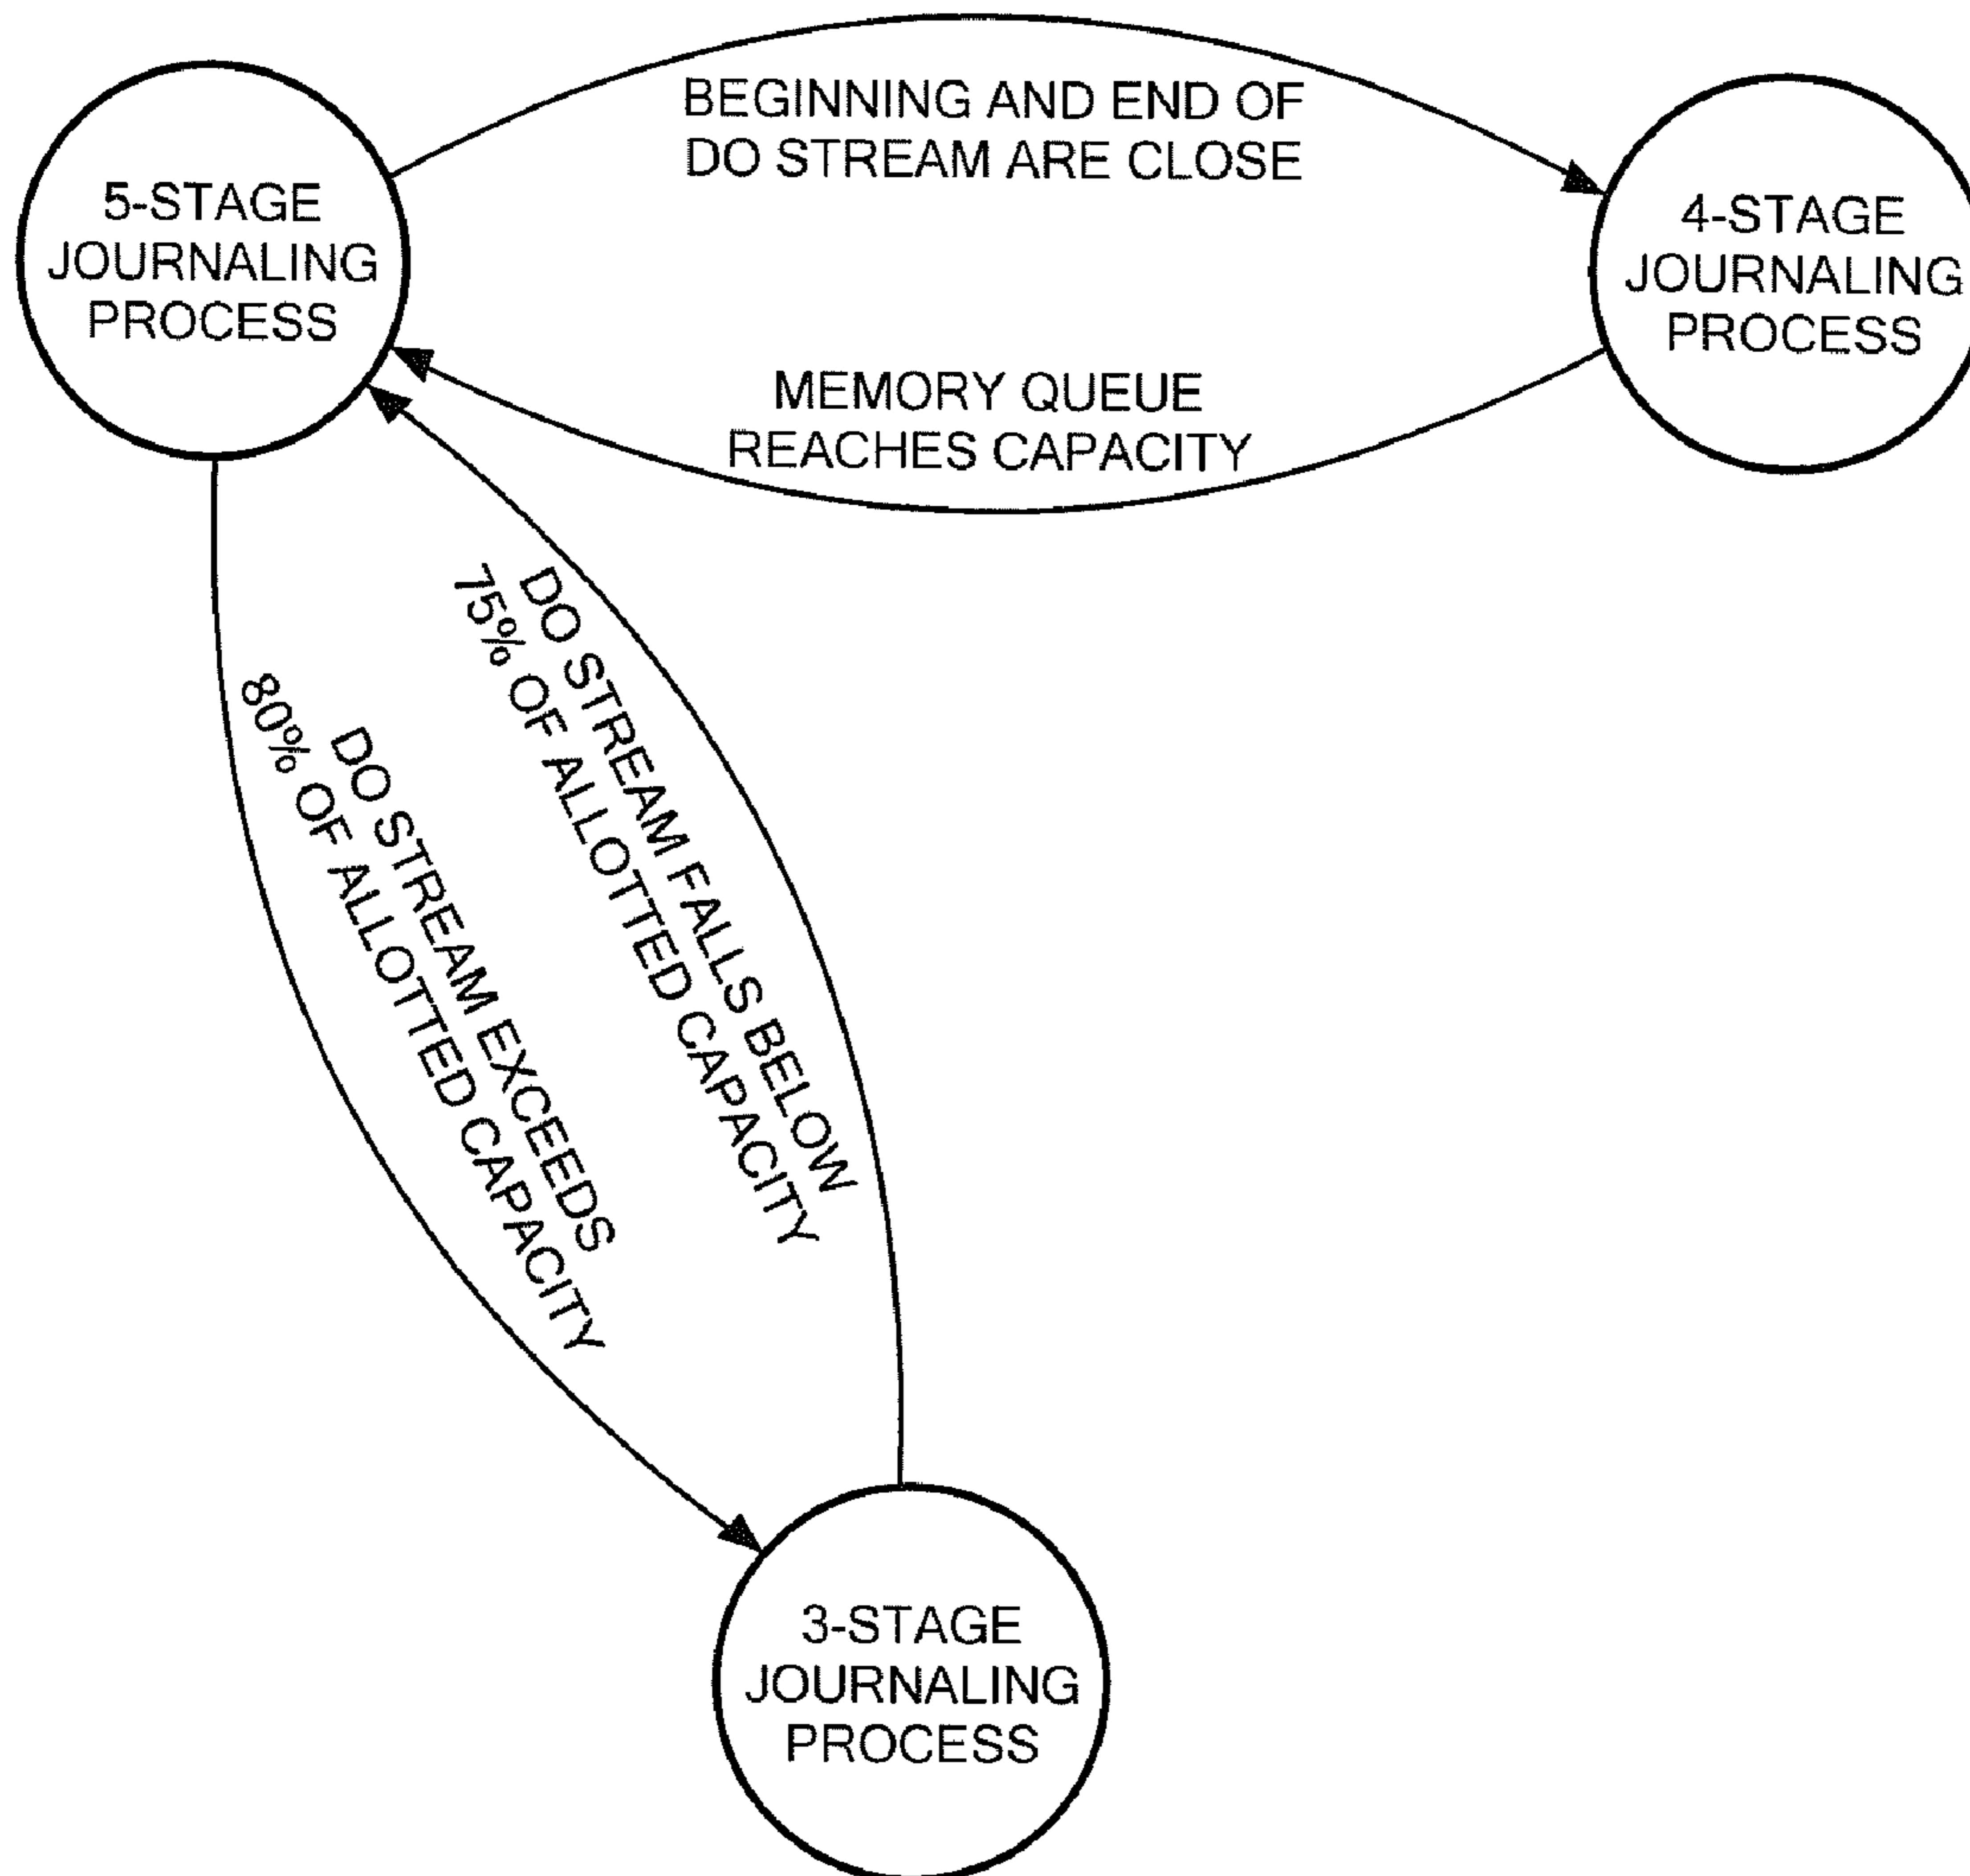 BEGINNING AND END OF
DO STREAM ARE CLOSE
5-STAGE
JOURNALING
PROCESS
4-STAGE
JOURNALING
PROCESS
MEMORY QUEUE
REACHES CAPACITY
DO STREAM FALLS BELOW
75% OF ALLOTTED CAPACITY
DO STREAM EXCEEDS
80% OF ALLOTTED CAPACITY
3-STAGE
JOURNALING
PROCESS